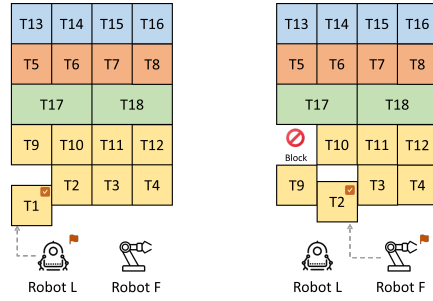 T13 T14 T15 T16
T5 T6 T7 T8
T17 T18
T9 T10 T11 T12
T2 T3 T4
T1
Robot L Robot F
T13 T14 T15 T16
T5 T6 T7 T8
T17 T18
Block T10 T11 T12
T9 T2 T3 T4
Robot L Robot F